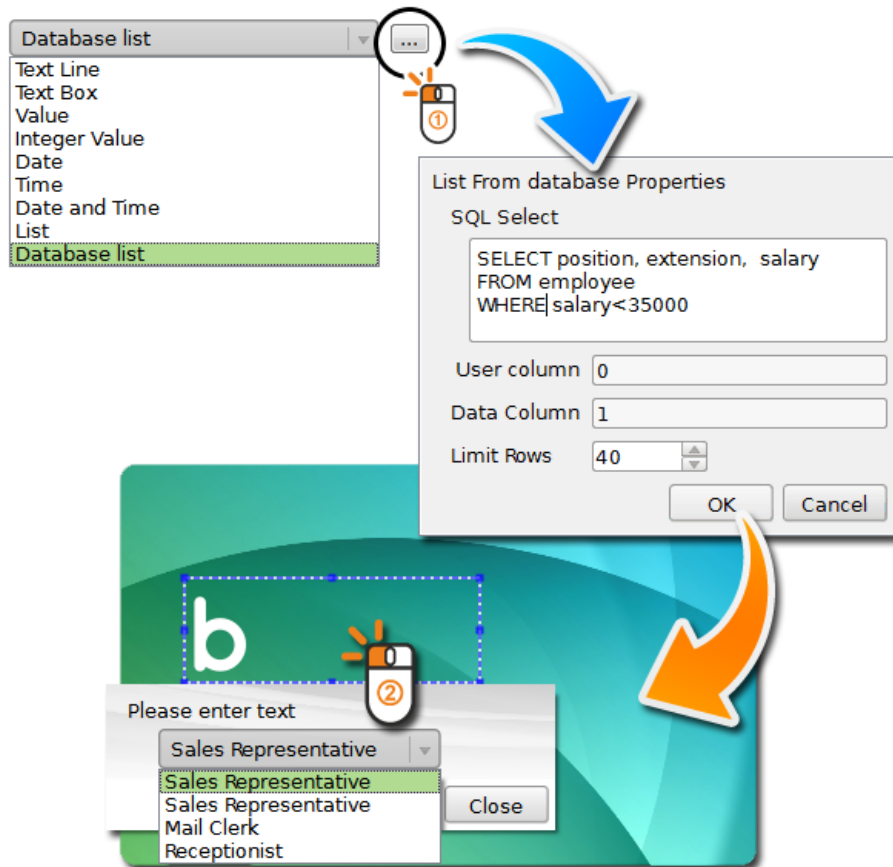 Database list
...
Text Line
Text Box
Value
Integer Value
Date
Time
Date and Time
List
Database list
①
List From database Properties
SQL Select
SELECT position, extension,  salary
FROM employee
WHERE salary<35000
User column 0
Data Column 1
Limit Rows 40
OK Cancel
b
②
Please enter text
Sales Representative
Sales Representative
Sales Representative
Close
Mail Clerk
Receptionist